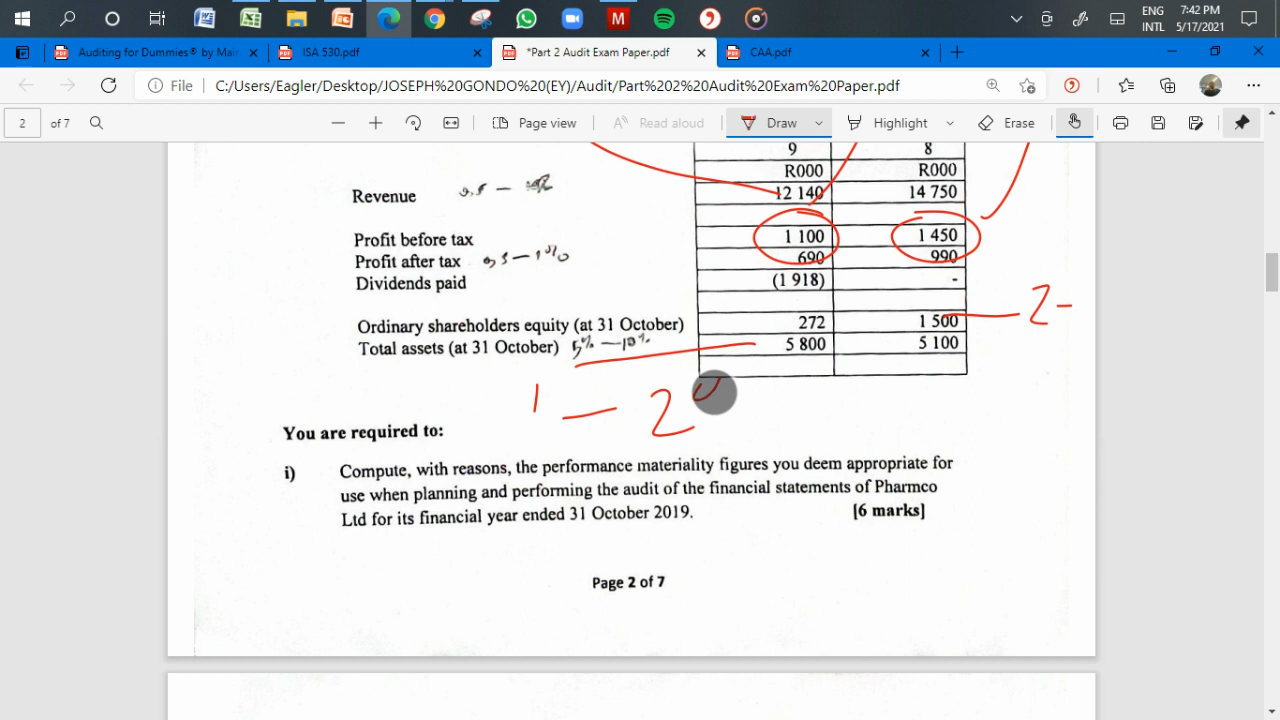 ENG 7:42 PM
INTL 5/17/2021
Auditing for Dummies® by Mair
ISA 530.pdf
*Part 2 Audit Exam Paper.pdf
CAA.pdf
File C:/Users/Eagler/Desktop/JOSEPH%20GONDO%20(EY)/Audit/Part%202%20Audit%20Exam%20Paper.pdf
2 of 7 Page view Read aloud Draw Highlight Erase
9 8
R000 R000
Revenue 12 140 14 750
Profit before tax 1 100 1 450
Profit after tax 690 990
Dividends paid (1 918) -
Ordinary shareholders equity (at 31 October) 272 1 500 2-
Total assets (at 31 October) 5% - 10% 5 800 5 100
1 - 2
You are required to:
i) Compute, with reasons, the performance materiality figures you deem appropriate for
use when planning and performing the audit of the financial statements of Pharmco
Ltd for its financial year ended 31 October 2019. [6 marks]
Page 2 of 7